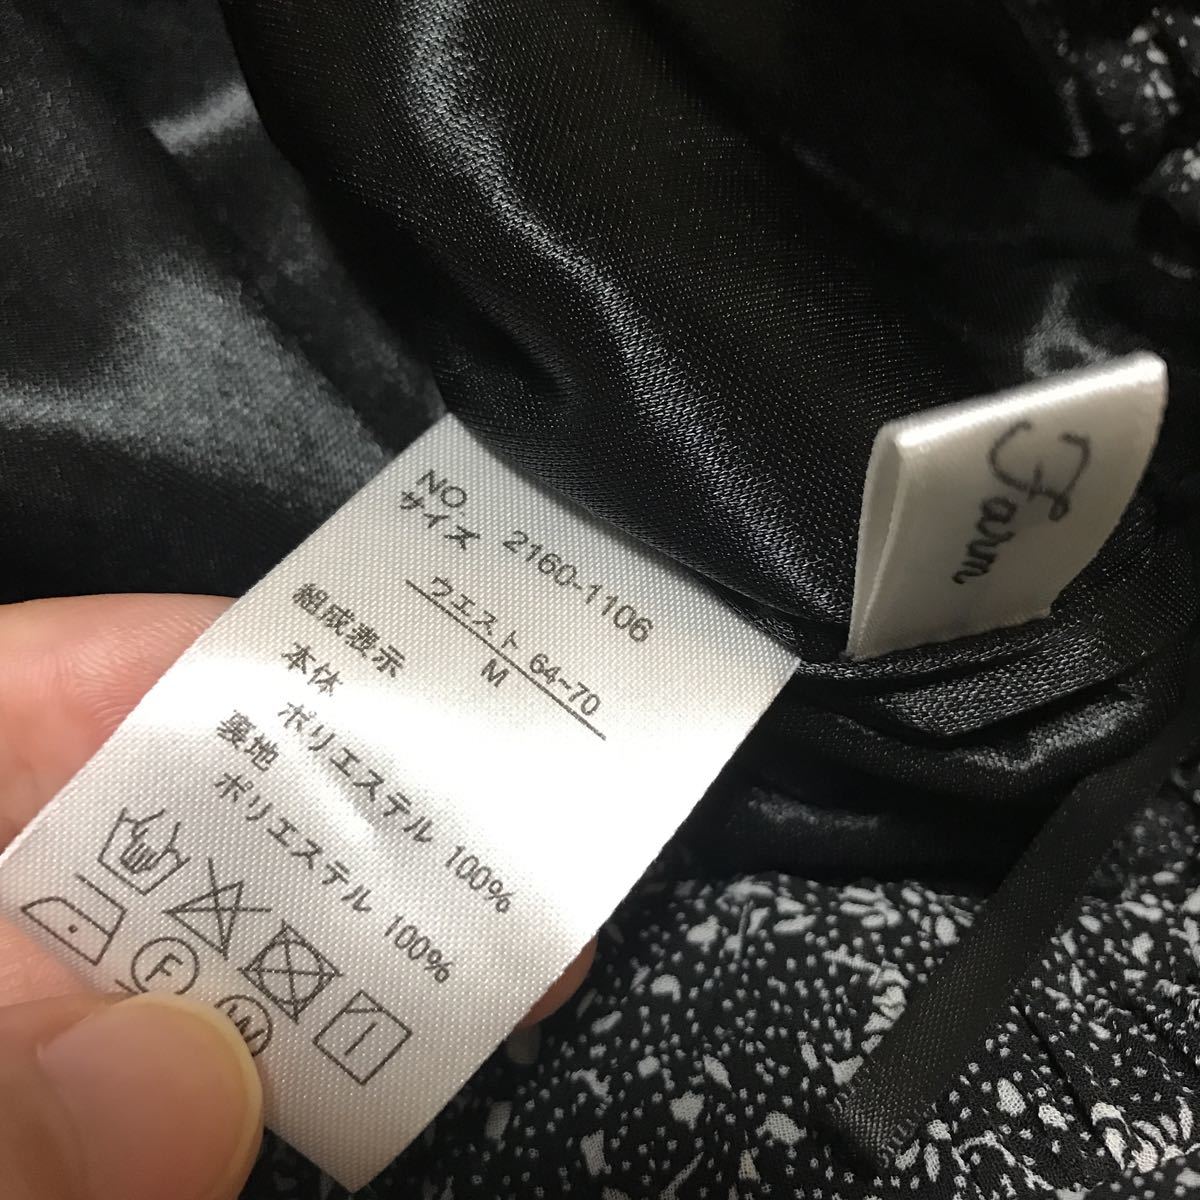 NO. 2160-1106
サイズ
ウエスト 64~70
M
組成表示
本体
ポリエステル 100%
裏地
ポリエステル 100%
F
W
Farm